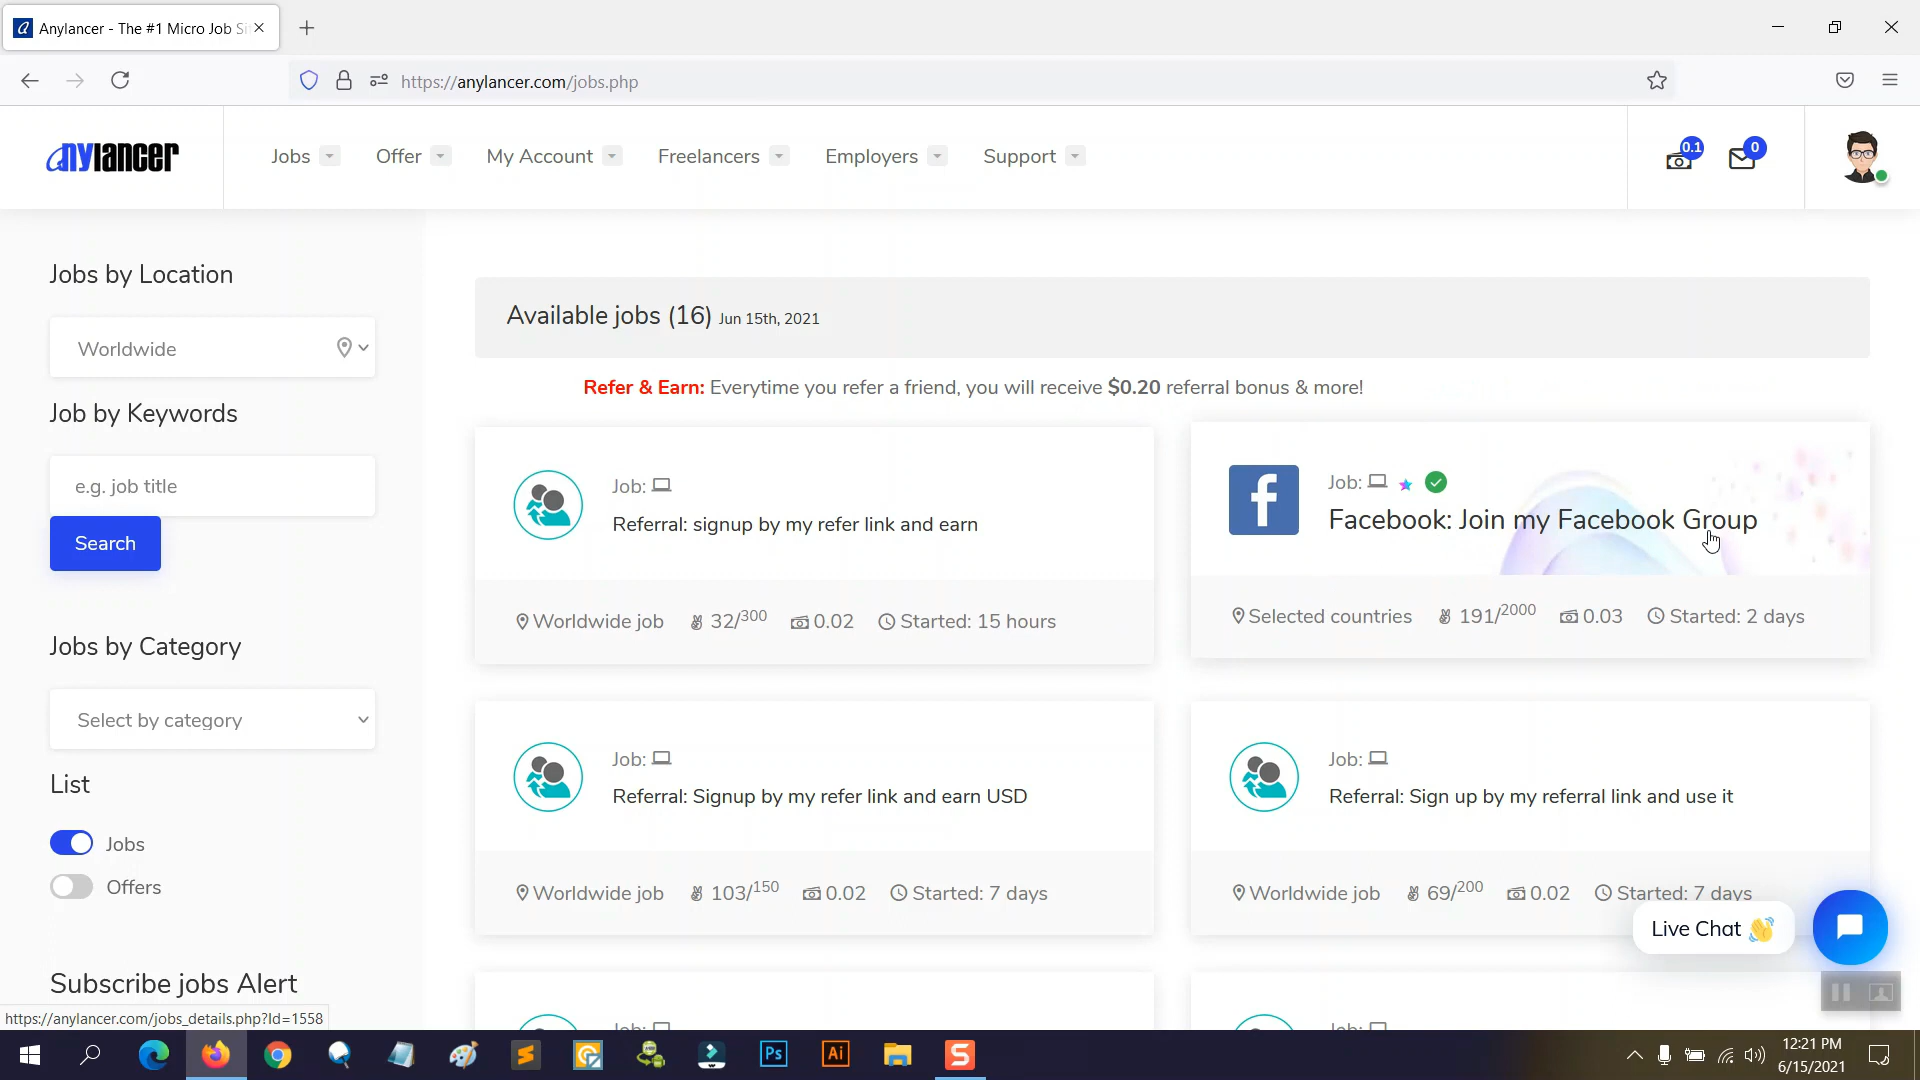 Anylancer - The #1 Micro Job Si
https://anylancer.com/jobs.php
anylancer
Jobs
Offer
My Account
Freelancers
Employers
Support
0.1
0
Jobs by Location
Worldwide
Job by Keywords
e.g. job title
Search
Jobs by Category
Select by category
List
Jobs
Offers
Subscribe jobs Alert
Available jobs (16) Jun 15th, 2021
Refer & Earn: Everytime you refer a friend, you will receive $0.20 referral bonus & more!
Job:
Referral: signup by my refer link and earn
Worldwide job 32/300 0.02 Started: 15 hours
Job:
Facebook: Join my Facebook Group
Selected countries 191/2000 0.03 Started: 2 days
Job:
Referral: Signup by my refer link and earn USD
Worldwide job 103/150 0.02 Started: 7 days
Job:
Referral: Sign up by my referral link and use it
Worldwide job 69/200 0.02 Started: 7 days
Job:
Job:
Live Chat
https://anylancer.com/jobs_details.php?Id=1558
Ps
Ai
S
12:21 PM
6/15/2021